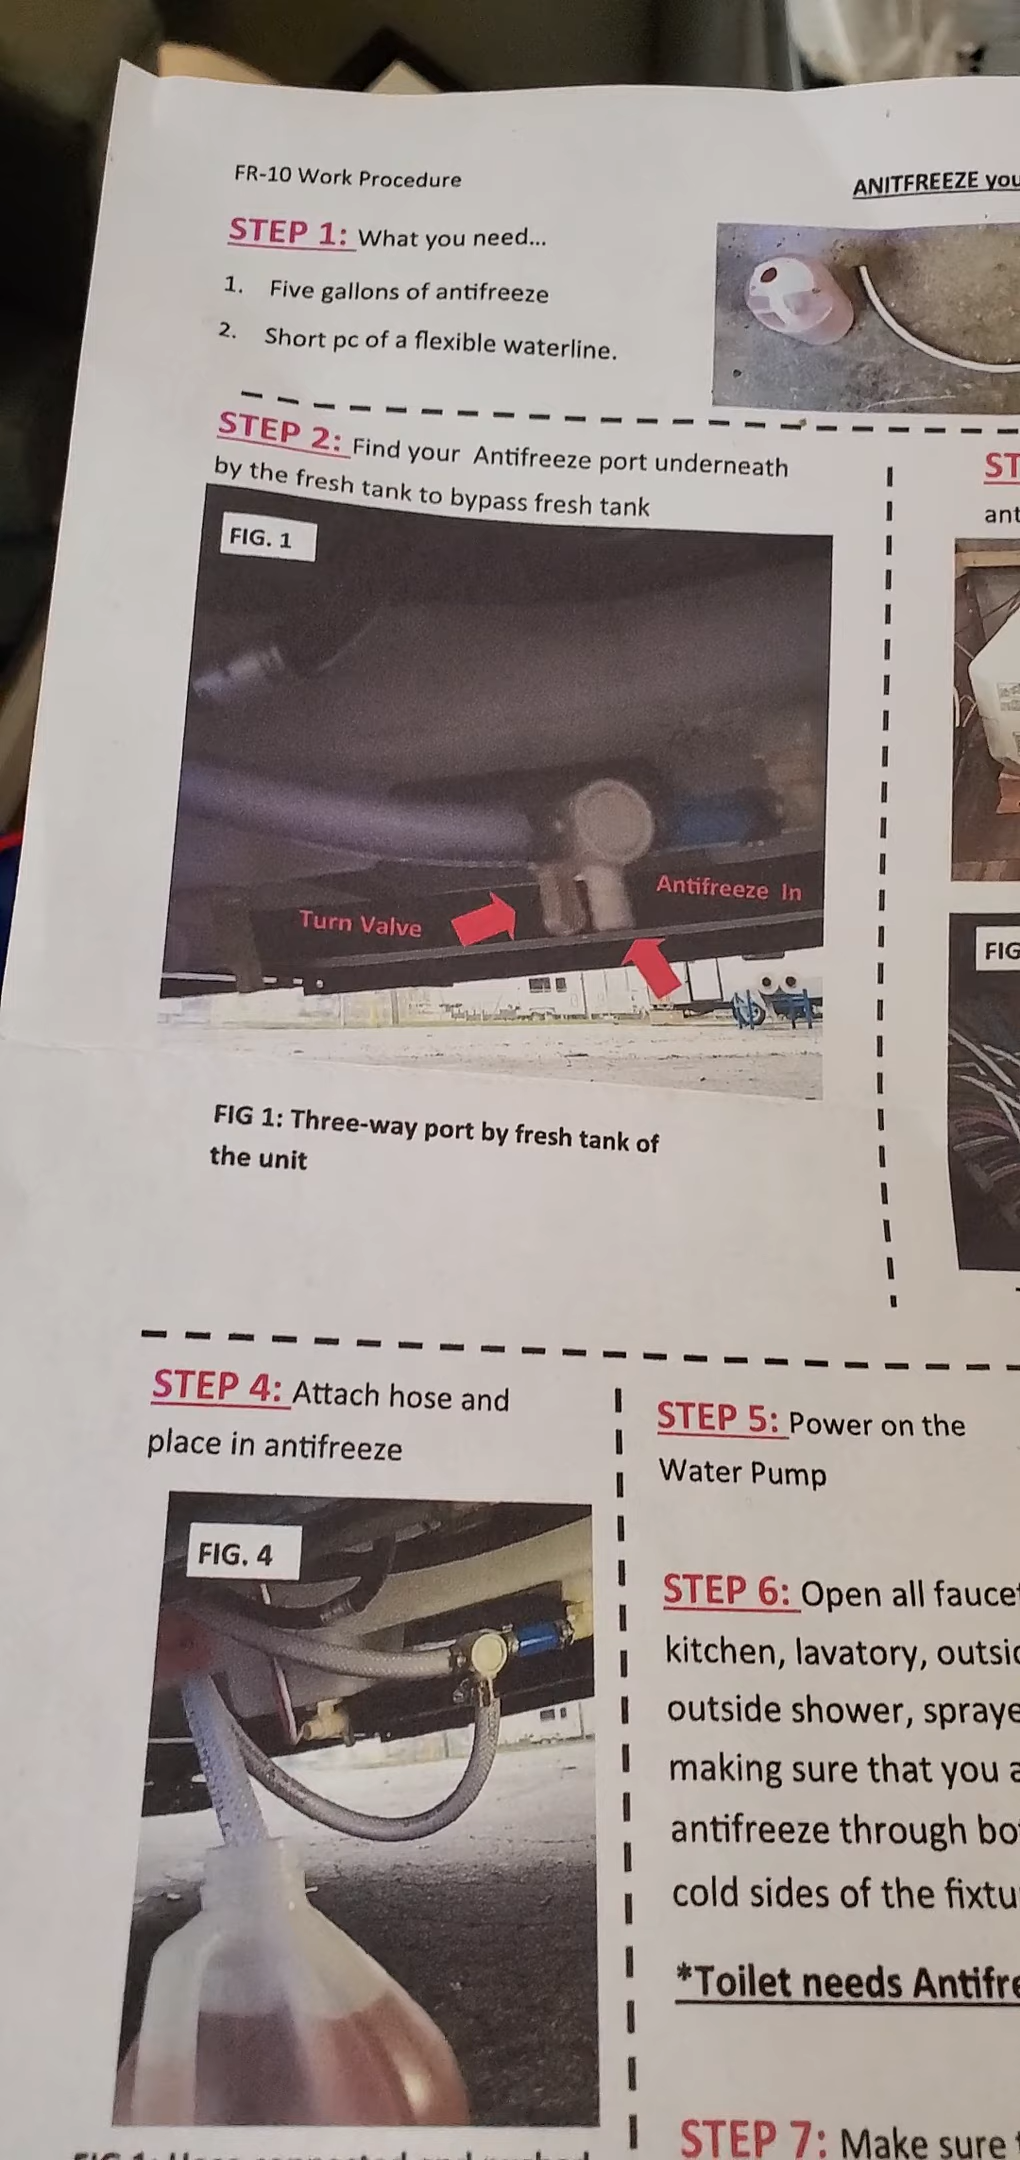 FR-10 Work Procedure
ANITFREEZE you
STEP 1: What you need...
1. Five gallons of antifreeze
2. Short pc of a flexible waterline.
STEP 2: Find your Antifreeze port underneath
by the fresh tank to bypass fresh tank
FIG. 1
Turn Valve
Antifreeze In
FIG 1: Three-way port by fresh tank of
the unit
ST
ant
FIG
STEP 4: Attach hose and
place in antifreeze
FIG. 4
STEP 5: Power on the
Water Pump
STEP 6: Open all faucet
kitchen, lavatory, outsid
outside shower, spraye
making sure that you a
antifreeze through bo
cold sides of the fixtu
*Toilet needs Antifre
STEP 7: Make sure